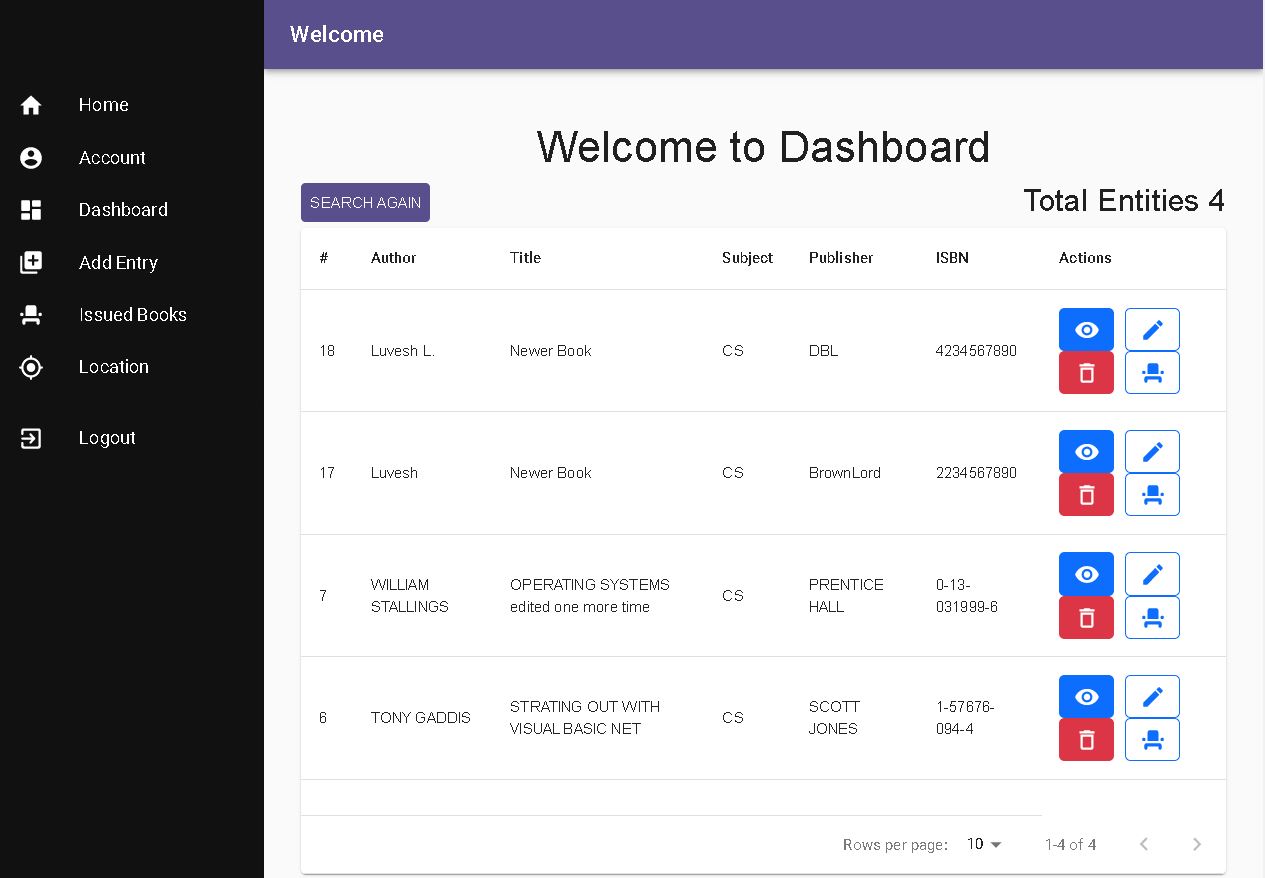 Welcome
Home
Account
Dashboard
Add Entry
Issued Books
Location
Logout
Welcome to Dashboard
SEARCH AGAIN
Total Entities 4
# Author Title Subject Publisher ISBN Actions
18 Luvesh L. Newer Book CS DBL 4234567890
17 Luvesh Newer Book CS BrownLord 2234567890
WILLIAM OPERATING SYSTEMS PRENTICE 0-13-
7 CS
STALLINGS edited one more time HALL 031999-6
STRATING OUT WITH SCOTT 1-57676-
6 TONY GADDIS CS
VISUAL BASIC NET JONES 094-4
Rows per page: 10 1-4 of 4